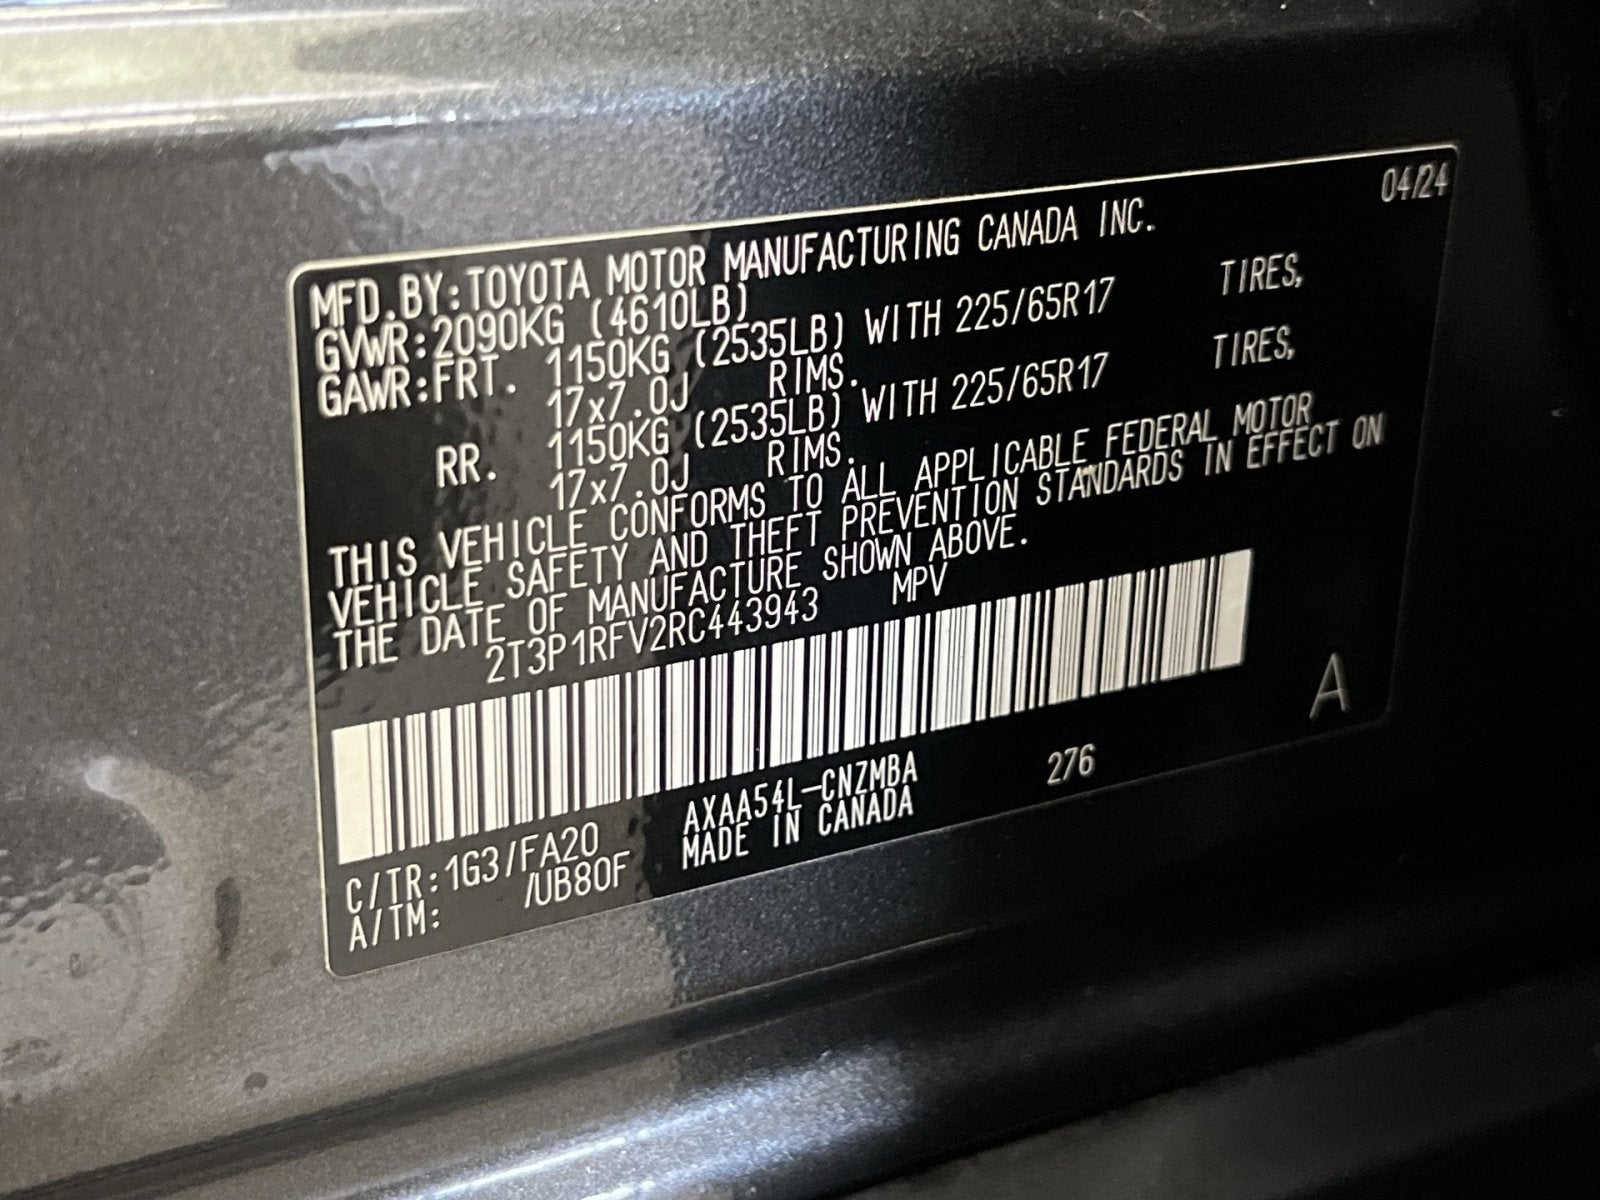 04/24
MFD.BY:TOYOTA MOTOR MANUFACTURING CANADA INC.
GVWR:2090KG (4610LB)
GAWR:FRT. 1150KG (2535LB) WITH 225/65R17 TIRES,
17x7.0J RIMS.
RR. 1150KG (2535LB) WITH 225/65R17 TIRES,
17x7.0J RIMS.
THIS VEHICLE CONFORMS TO ALL APPLICABLE FEDERAL MOTOR
VEHICLE SAFETY AND THEFT PREVENTION STANDARDS IN EFFECT ON
THE DATE OF MANUFACTURE SHOWN ABOVE.
2T3P1RFV2RC443943 MPV
A
C/TR:1G3/FA20 AXAA54L-CNZMBA 276
A/TM: /UB80F MADE IN CANADA